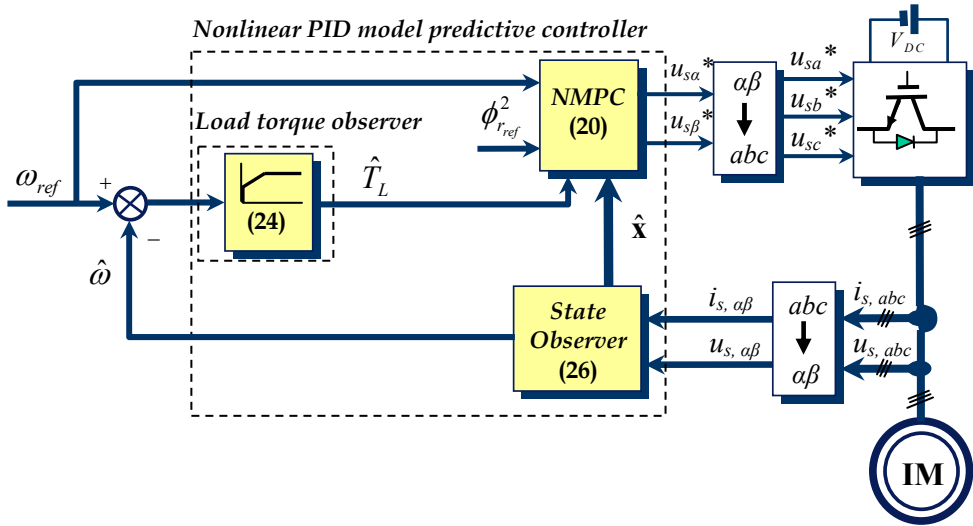 Nonlinear PID model predictive controller
V_DC
u_sα*
u_sβ*
αβ
abc
u_sa*
u_sb*
u_sc*
NMPC
(20)
ϕ²_r_ref
Load torque observer
ω_ref
+
−
(24)
T̂_L
x̂
ω̂
State
Observer
(26)
i_s, αβ
u_s, αβ
abc
αβ
i_s, abc
u_s, abc
IM